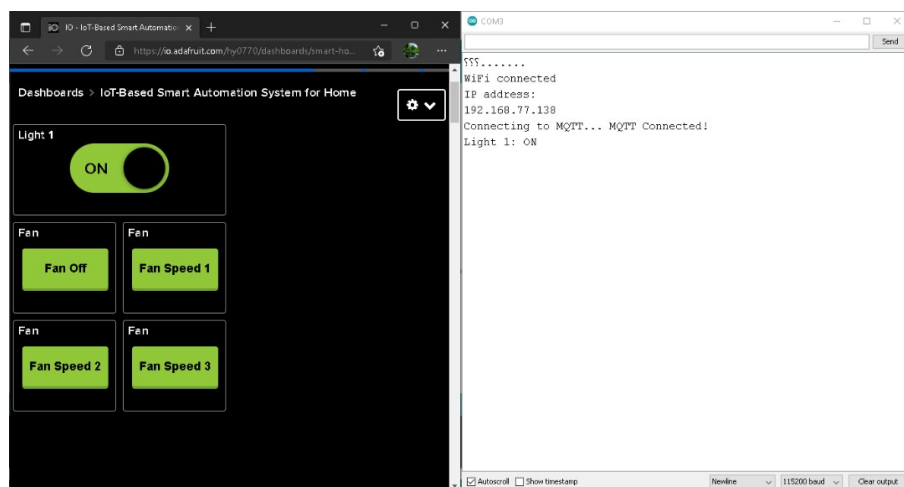 IO - IoT-Based Smart Automatio
https://io.adafruit.com/hy0770/dashboards/smart-ho...
Dashboards > IoT-Based Smart Automation System for Home
Light 1
ON
Fan
Fan
Fan Off
Fan Speed 1
Fan
Fan
Fan Speed 2
Fan Speed 3
COM3
Send
⸮⸮⸮.......
WiFi connected
IP address:
192.168.77.138
Connecting to MQTT... MQTT Connected!
Light 1: ON
Autoscroll
Show timestamp
Newline
115200 baud
Clear output